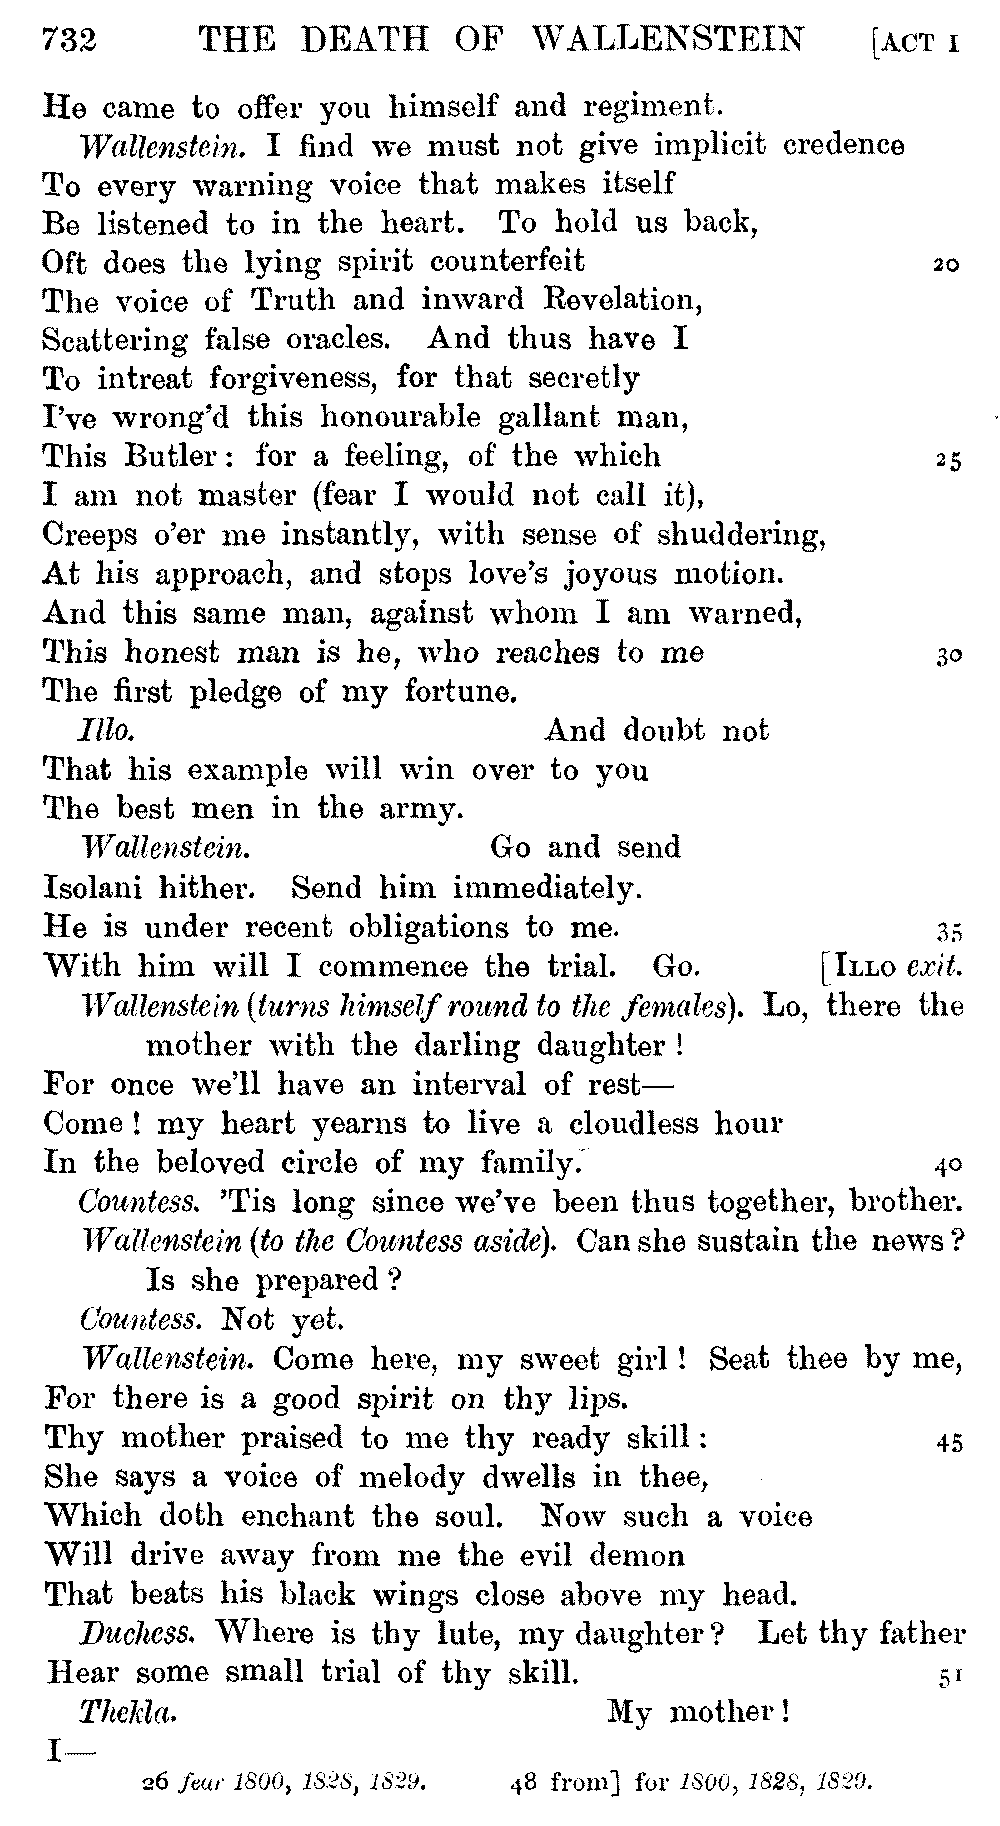 732 THE DEATH OF WALLENSTEIN [ACT I
He came to offer you himself and regiment.
Wallenstein. I find we must not give implicit credence
To every warning voice that makes itself
Be listened to in the heart. To hold us back,
Oft does the lying spirit counterfeit 20
The voice of Truth and inward Revelation,
Scattering false oracles. And thus have I
To intreat forgiveness, for that secretly
I've wrong'd this honourable gallant man,
This Butler: for a feeling, of the which 25
I am not master (fear I would not call it),
Creeps o'er me instantly, with sense of shuddering,
At his approach, and stops love's joyous motion.
And this same man, against whom I am warned,
This honest man is he, who reaches to me 30
The first pledge of my fortune.
Illo. And doubt not
That his example will win over to you
The best men in the army.
Wallenstein. Go and send
Isolani hither. Send him immediately.
He is under recent obligations to me. 35
With him will I commence the trial. Go. [ILLO exit.
Wallenstein (turns himself round to the females). Lo, there the
mother with the darling daughter!
For once we'll have an interval of rest—
Come! my heart yearns to live a cloudless hour
In the beloved circle of my family. 40
Countess. 'Tis long since we've been thus together, brother.
Wallenstein (to the Countess aside). Can she sustain the news?
Is she prepared?
Countess. Not yet.
Wallenstein. Come here, my sweet girl! Seat thee by me,
For there is a good spirit on thy lips.
Thy mother praised to me thy ready skill: 45
She says a voice of melody dwells in thee,
Which doth enchant the soul. Now such a voice
Will drive away from me the evil demon
That beats his black wings close above my head.
Duchess. Where is thy lute, my daughter? Let thy father
Hear some small trial of thy skill. 51
Thekla. My mother!
I—
26 fear 1800, 1828, 1829. 48 from] for 1800, 1828, 1829.